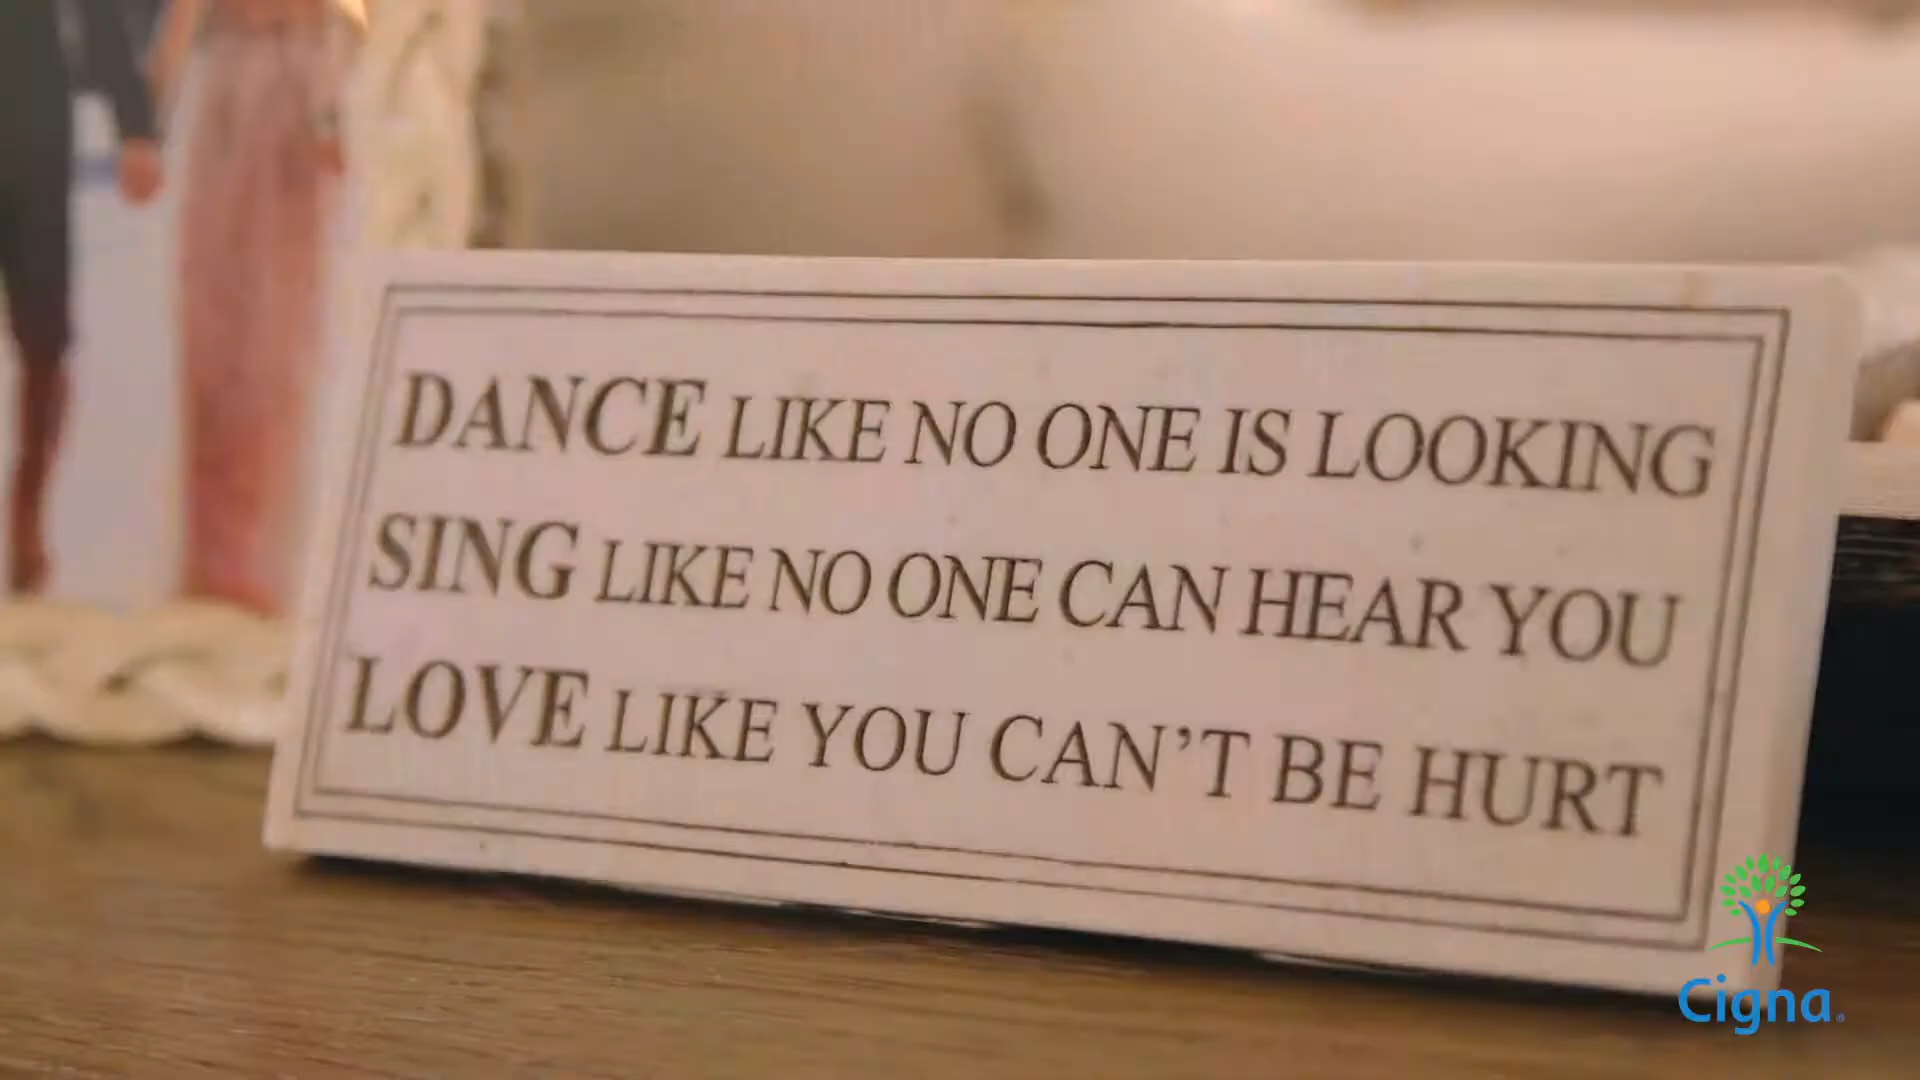 DANCE LIKE NO ONE IS LOOKING
SING LIKE NO ONE CAN HEAR YOU
LOVE LIKE YOU CAN'T BE HURT
Cigna®